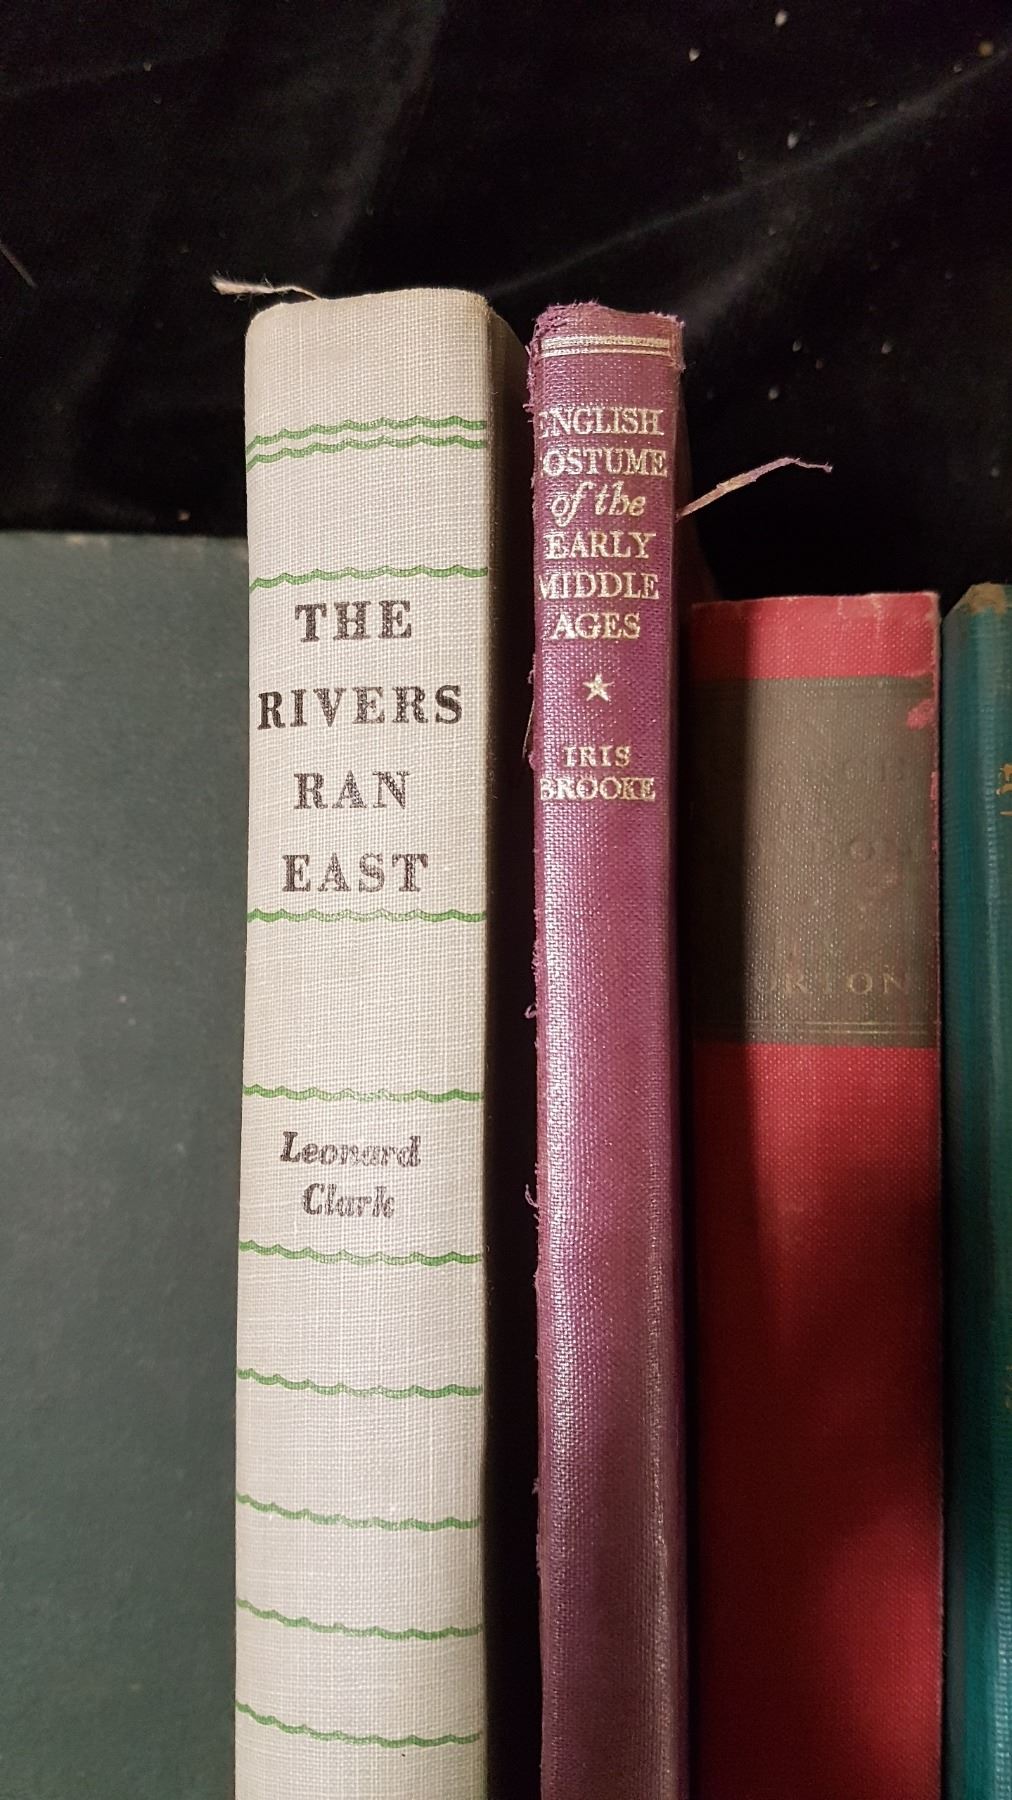 THE
RIVERS
RAN
EAST
Leonard
Clark
ENGLISH
COSTUME
of the
EARLY
MIDDLE
AGES
IRIS
BROOKE